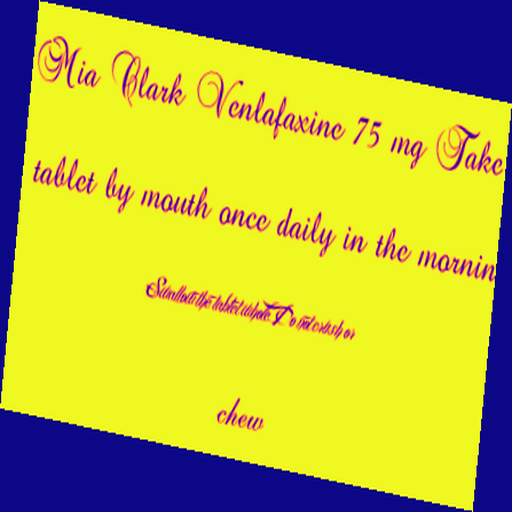 Mia Clark Venlafaxine 75 mg Take
tablet by mouth once daily in the mornin
Swallow the tablet whole. Do not crush or
chew